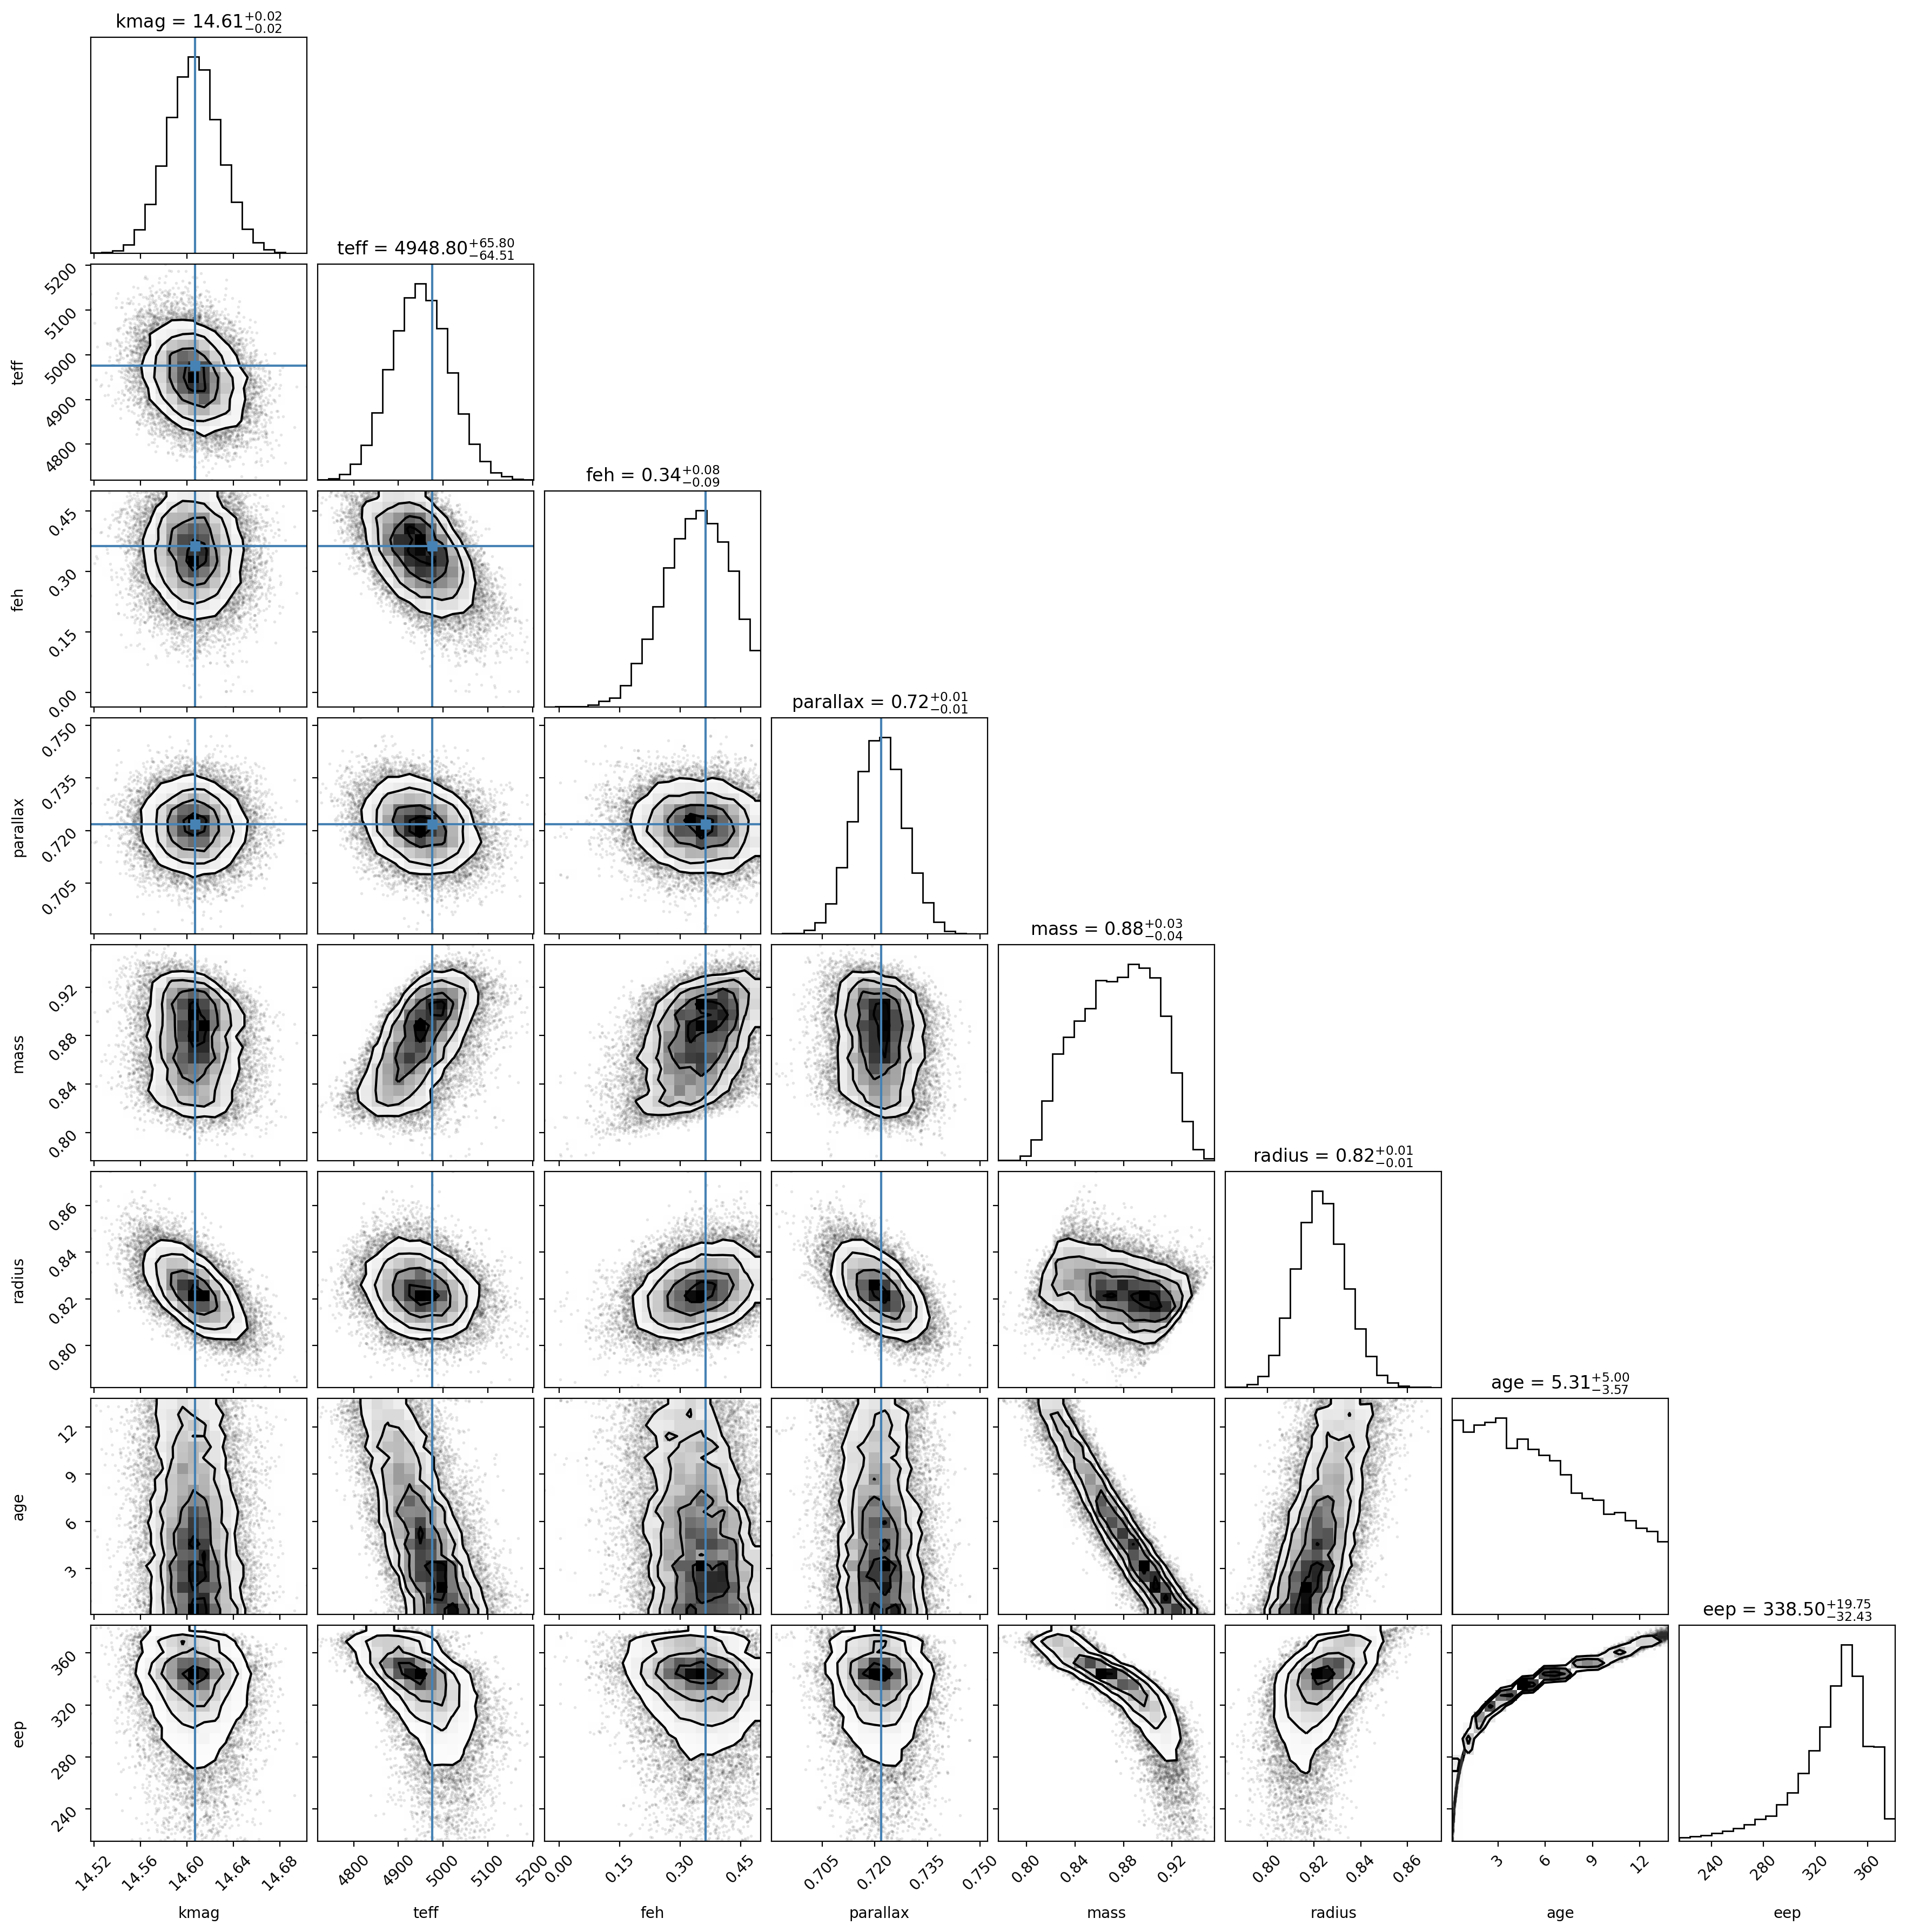 kmag = 14.61+0.02−0.02
teff = 4948.80+65.80−64.51
5200
5100
5000
4900
4800
teff
feh = 0.34+0.08−0.09
0.45
0.30
0.15
0.00
feh
parallax = 0.72+0.01−0.01
0.750
0.735
0.720
0.705
parallax
mass = 0.88+0.03−0.04
0.92
0.88
0.84
0.80
mass
radius = 0.82+0.01−0.01
0.86
0.84
0.82
0.80
radius
age = 5.31+5.00−3.57
12
9
6
3
age
eep = 338.50+19.75−32.43
360
320
280
240
eep
14.52 14.56 14.60 14.64 14.68 4800 4900 5000 5100 5200 0.00 0.15 0.30 0.45 0.705 0.720 0.735 0.750 0.80 0.84 0.88 0.92 0.80 0.82 0.84 0.86 3 6 9 12 240 280 320 360
kmag teff feh parallax mass radius age eep